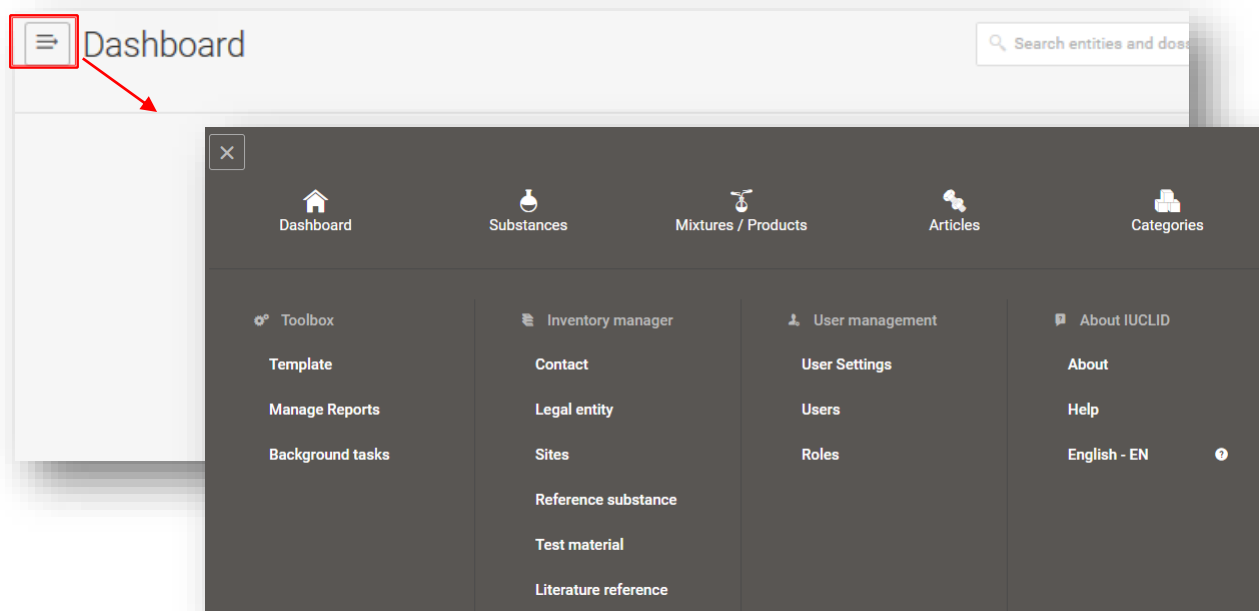 Dashboard
Search entities and
Dashboard
Substances
Mixtures / Products
Articles
Categories
Toolbox
Template
Manage Reports
Background tasks
Inventory manager
Contact
Legal entity
Sites
Reference substance
Test material
Literature reference
User management
User Settings
Users
Roles
About IUCLID
About
Help
English - EN